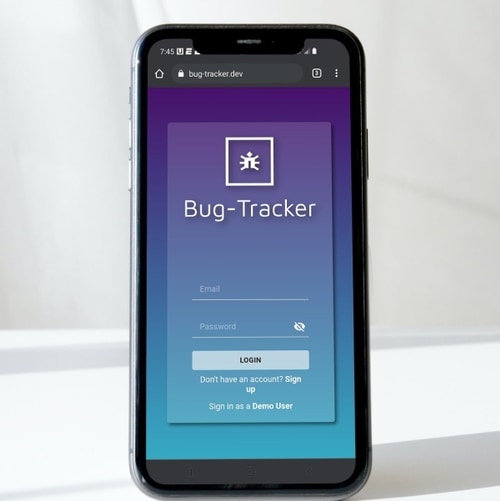 7:45
bug-tracker.dev
3
Bug-Tracker
Email
Password
LOGIN
Don't have an account? Sign
up
Sign in as a Demo User